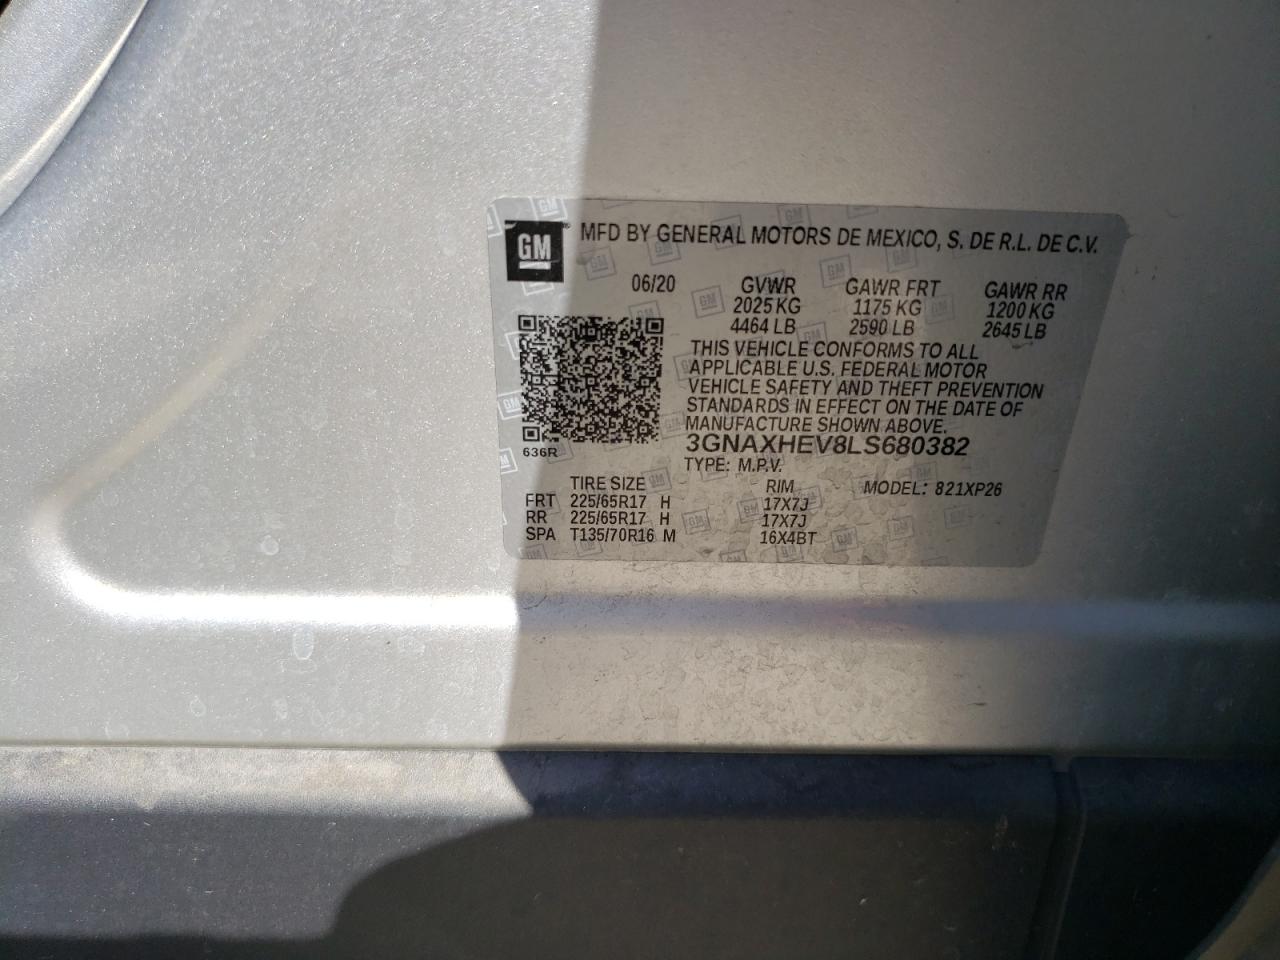 GM
MFD BY GENERAL MOTORS DE MEXICO, S. DE R.L. DE C.V.
06/20 GVWR GAWR FRT GAWR RR
2025 KG 1175 KG 1200 KG
4464 LB 2590 LB 2645 LB
THIS VEHICLE CONFORMS TO ALL
APPLICABLE U.S. FEDERAL MOTOR
VEHICLE SAFETY AND THEFT PREVENTION
STANDARDS IN EFFECT ON THE DATE OF
MANUFACTURE SHOWN ABOVE.
636R 3GNAXHEV8LS680382
TYPE: M.P.V.
TIRE SIZE RIM MODEL: 821XP26
FRT 225/65R17 H 17X7J
RR 225/65R17 H 17X7J
SPA T135/70R16 M 16X4BT